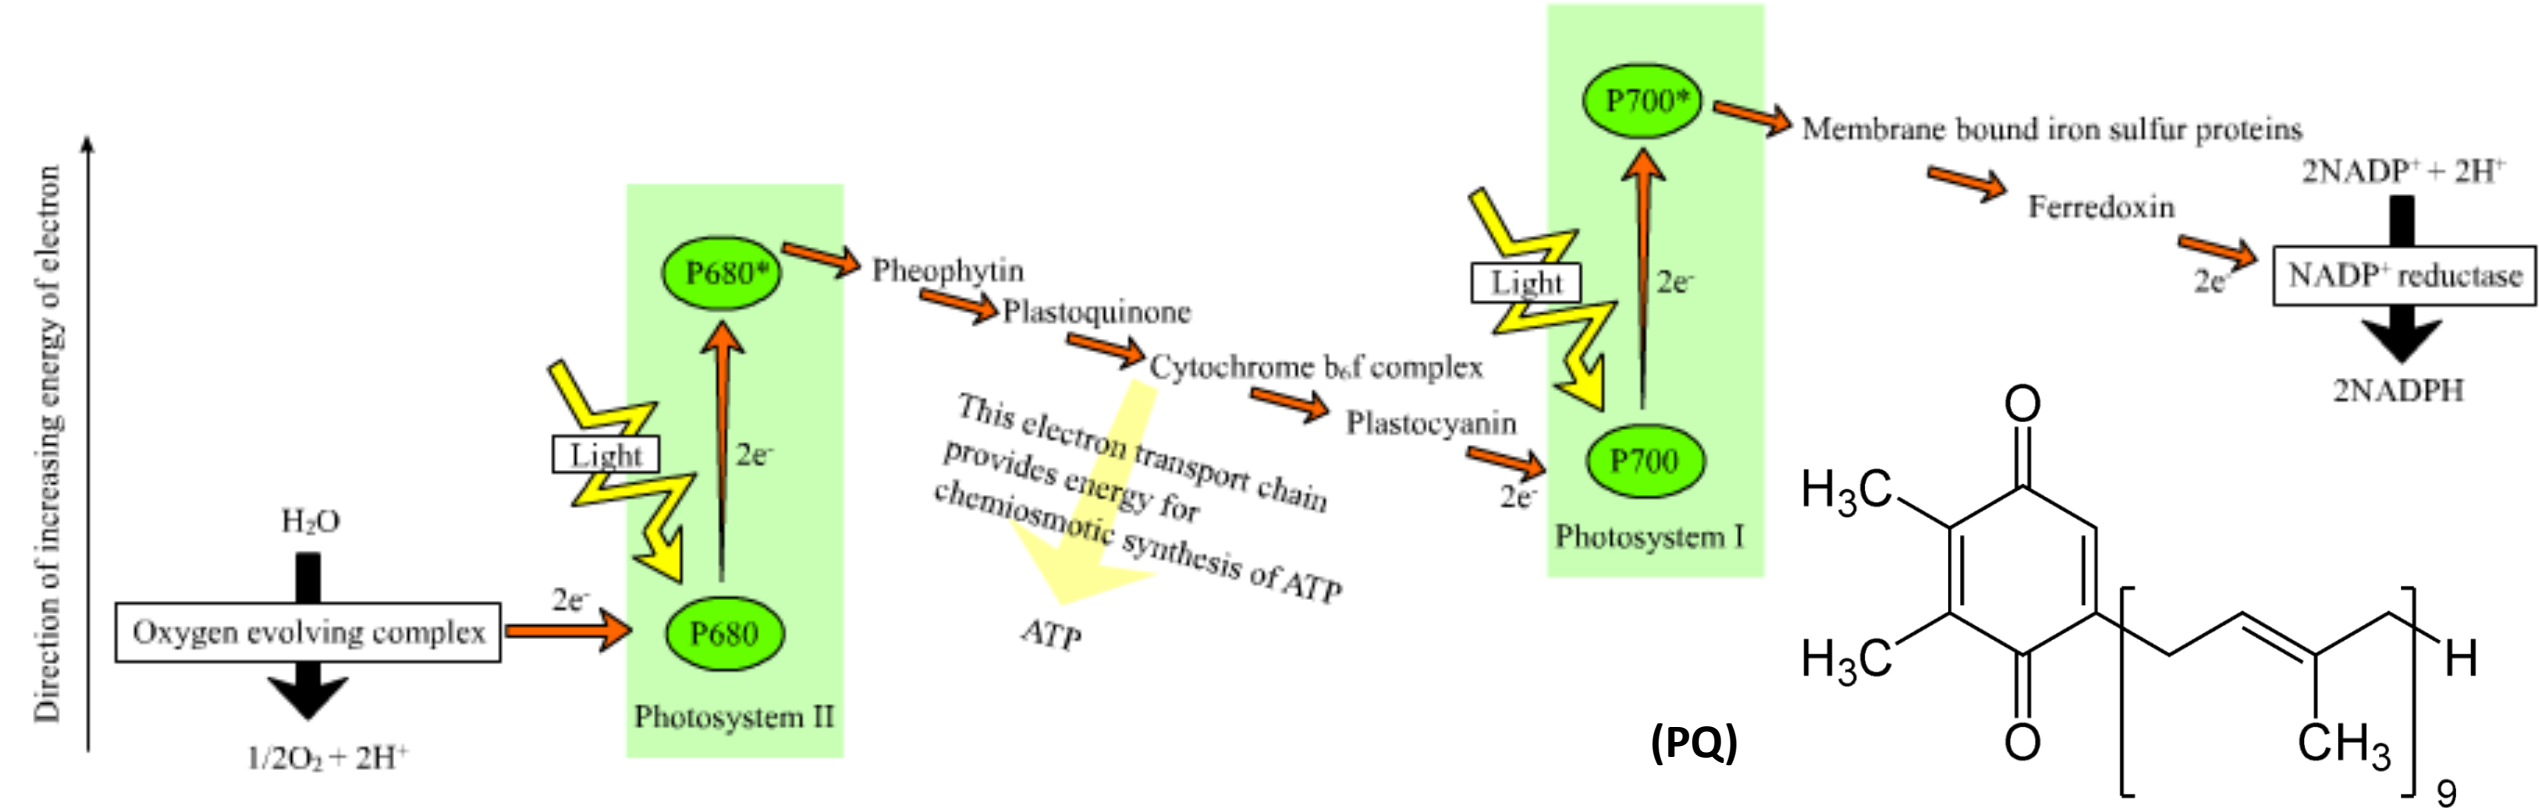 Direction of increasing energy of electron
H₂O
Oxygen evolving complex
1/2O₂ + 2H⁺
2e⁻
Light
P680*
2e⁻
P680
Photosystem II
Pheophytin
Plastoquinone
Cytochrome b₆f complex
Plastocyanin
2e⁻
This electron transport chain
provides energy for
chemiosmotic synthesis of ATP
ATP
Light
P700*
2e⁻
P700
Photosystem I
Membrane bound iron sulfur proteins
Ferredoxin
2e⁻
2NADP⁺ + 2H⁺
NADP⁺ reductase
2NADPH
(PQ)
O
H₃C
H₃C
O
CH₃
H
9